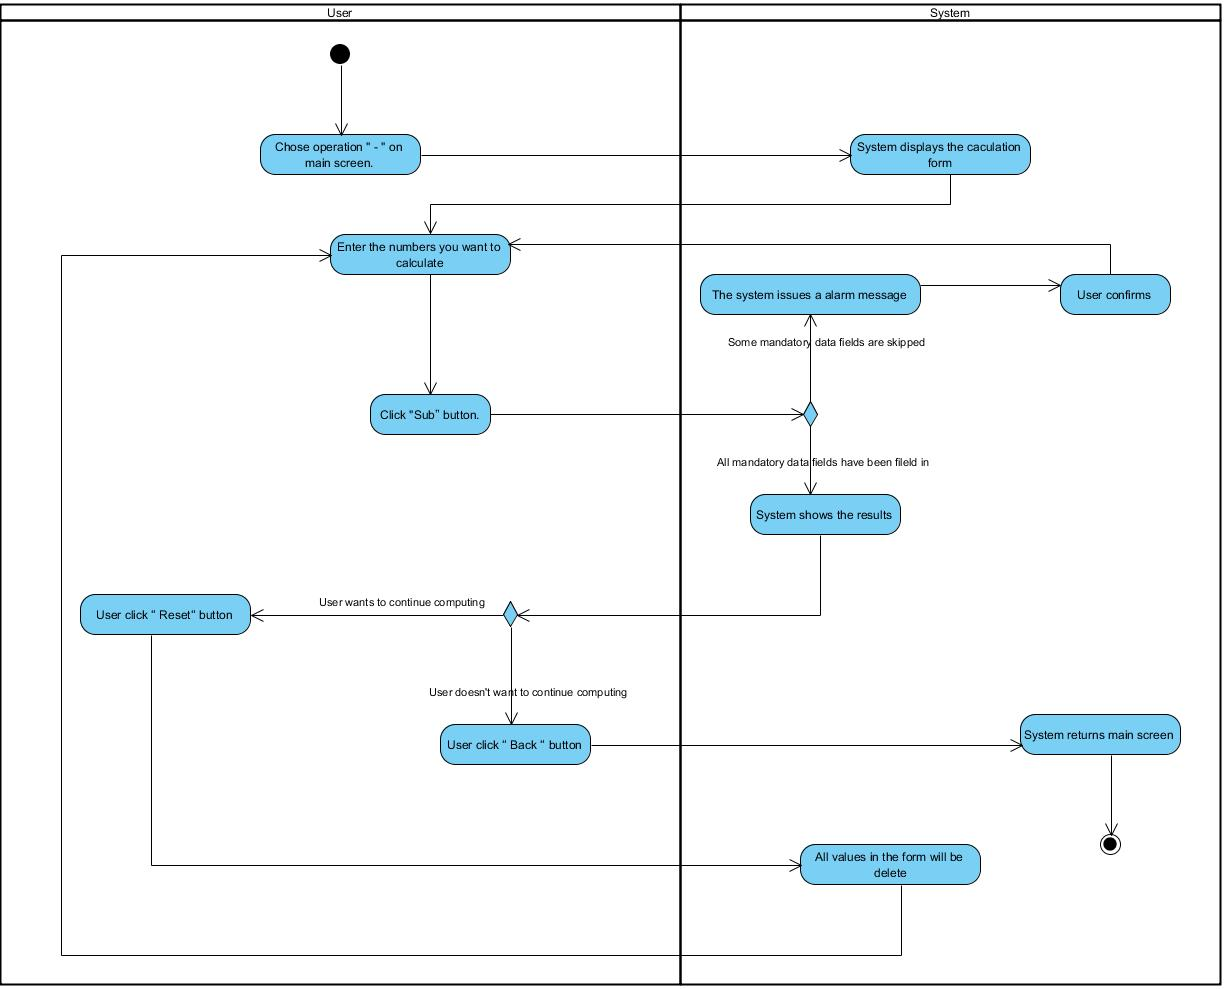 User
System
Chose operation " - " on
main screen.
System displays the caculation
form
Enter the numbers you want to
calculate
The system issues a alarm message
User confirms
Some mandatory data fields are skipped
Click "Sub” button.
All mandatory data fields have been fileld in
System shows the results
User wants to continue computing
User click “ Reset“ button
User doesn't want to continue computing
User click “ Back “ button
System returns main screen
All values in the form will be
delete